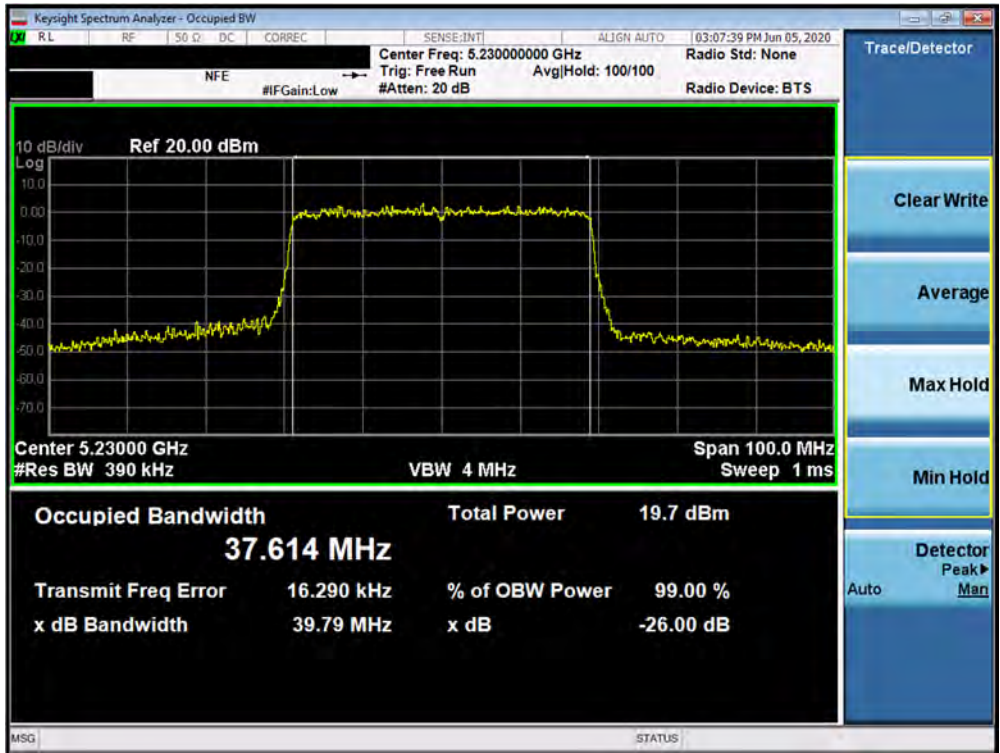 Keysight Spectrum Analyzer - Occupied BW
LXI RL RF 50 Ω DC CORREC SENSE:INT ALIGN AUTO 03:07:39 PM Jun 05, 2020
Center Freq: 5.230000000 GHz Radio Std: None
NFE Trig: Free Run Avg|Hold: 100/100
#IFGain:Low #Atten: 20 dB Radio Device: BTS
10 dB/div Ref 20.00 dBm
Log
10.0
0.00
-10.0
-20.0
-30.0
-40.0
-50.0
-60.0
-70.0
Center 5.23000 GHz Span 100.0 MHz
#Res BW 390 kHz VBW 4 MHz Sweep 1 ms
Occupied Bandwidth Total Power 19.7 dBm
37.614 MHz
Transmit Freq Error 16.290 kHz % of OBW Power 99.00 %
x dB Bandwidth 39.79 MHz x dB -26.00 dB
MSG STATUS
Trace/Detector
Clear Write
Average
Max Hold
Min Hold
Detector
Peak▶
Auto Man